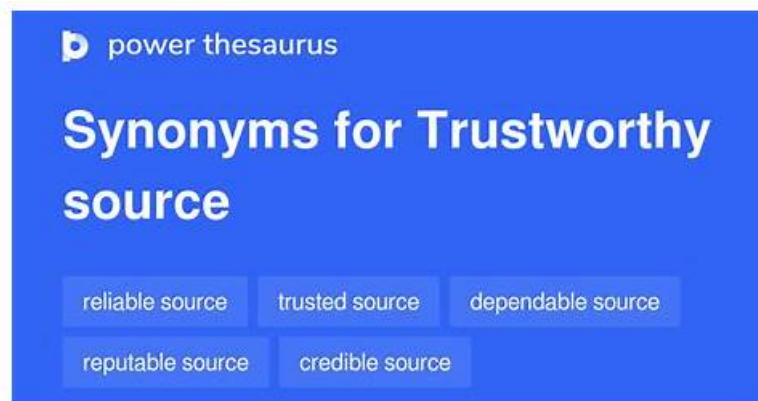 power thesaurus
Synonyms for Trustworthy
source
reliable source trusted source dependable source
reputable source credible source